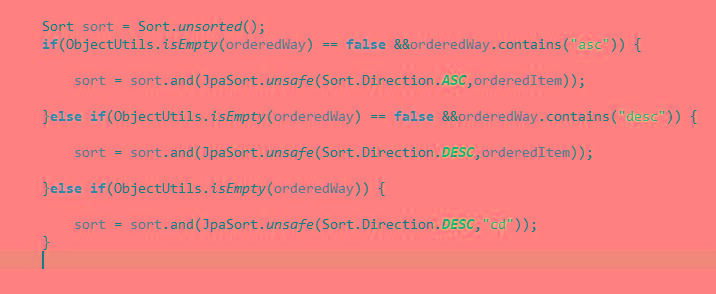 Sort sort = Sort.unsorted();
if(ObjectUtils.isEmpty(orderedWay) == false &&orderedWay.contains("asc")) {
sort = sort.and(JpaSort.unsafe(Sort.Direction.ASC,orderedItem));
}else if(ObjectUtils.isEmpty(orderedWay) == false &&orderedWay.contains("desc")) {
sort = sort.and(JpaSort.unsafe(Sort.Direction.DESC,orderedItem));
}else if(ObjectUtils.isEmpty(orderedWay)) {
sort = sort.and(JpaSort.unsafe(Sort.Direction.DESC,"cd"));
}